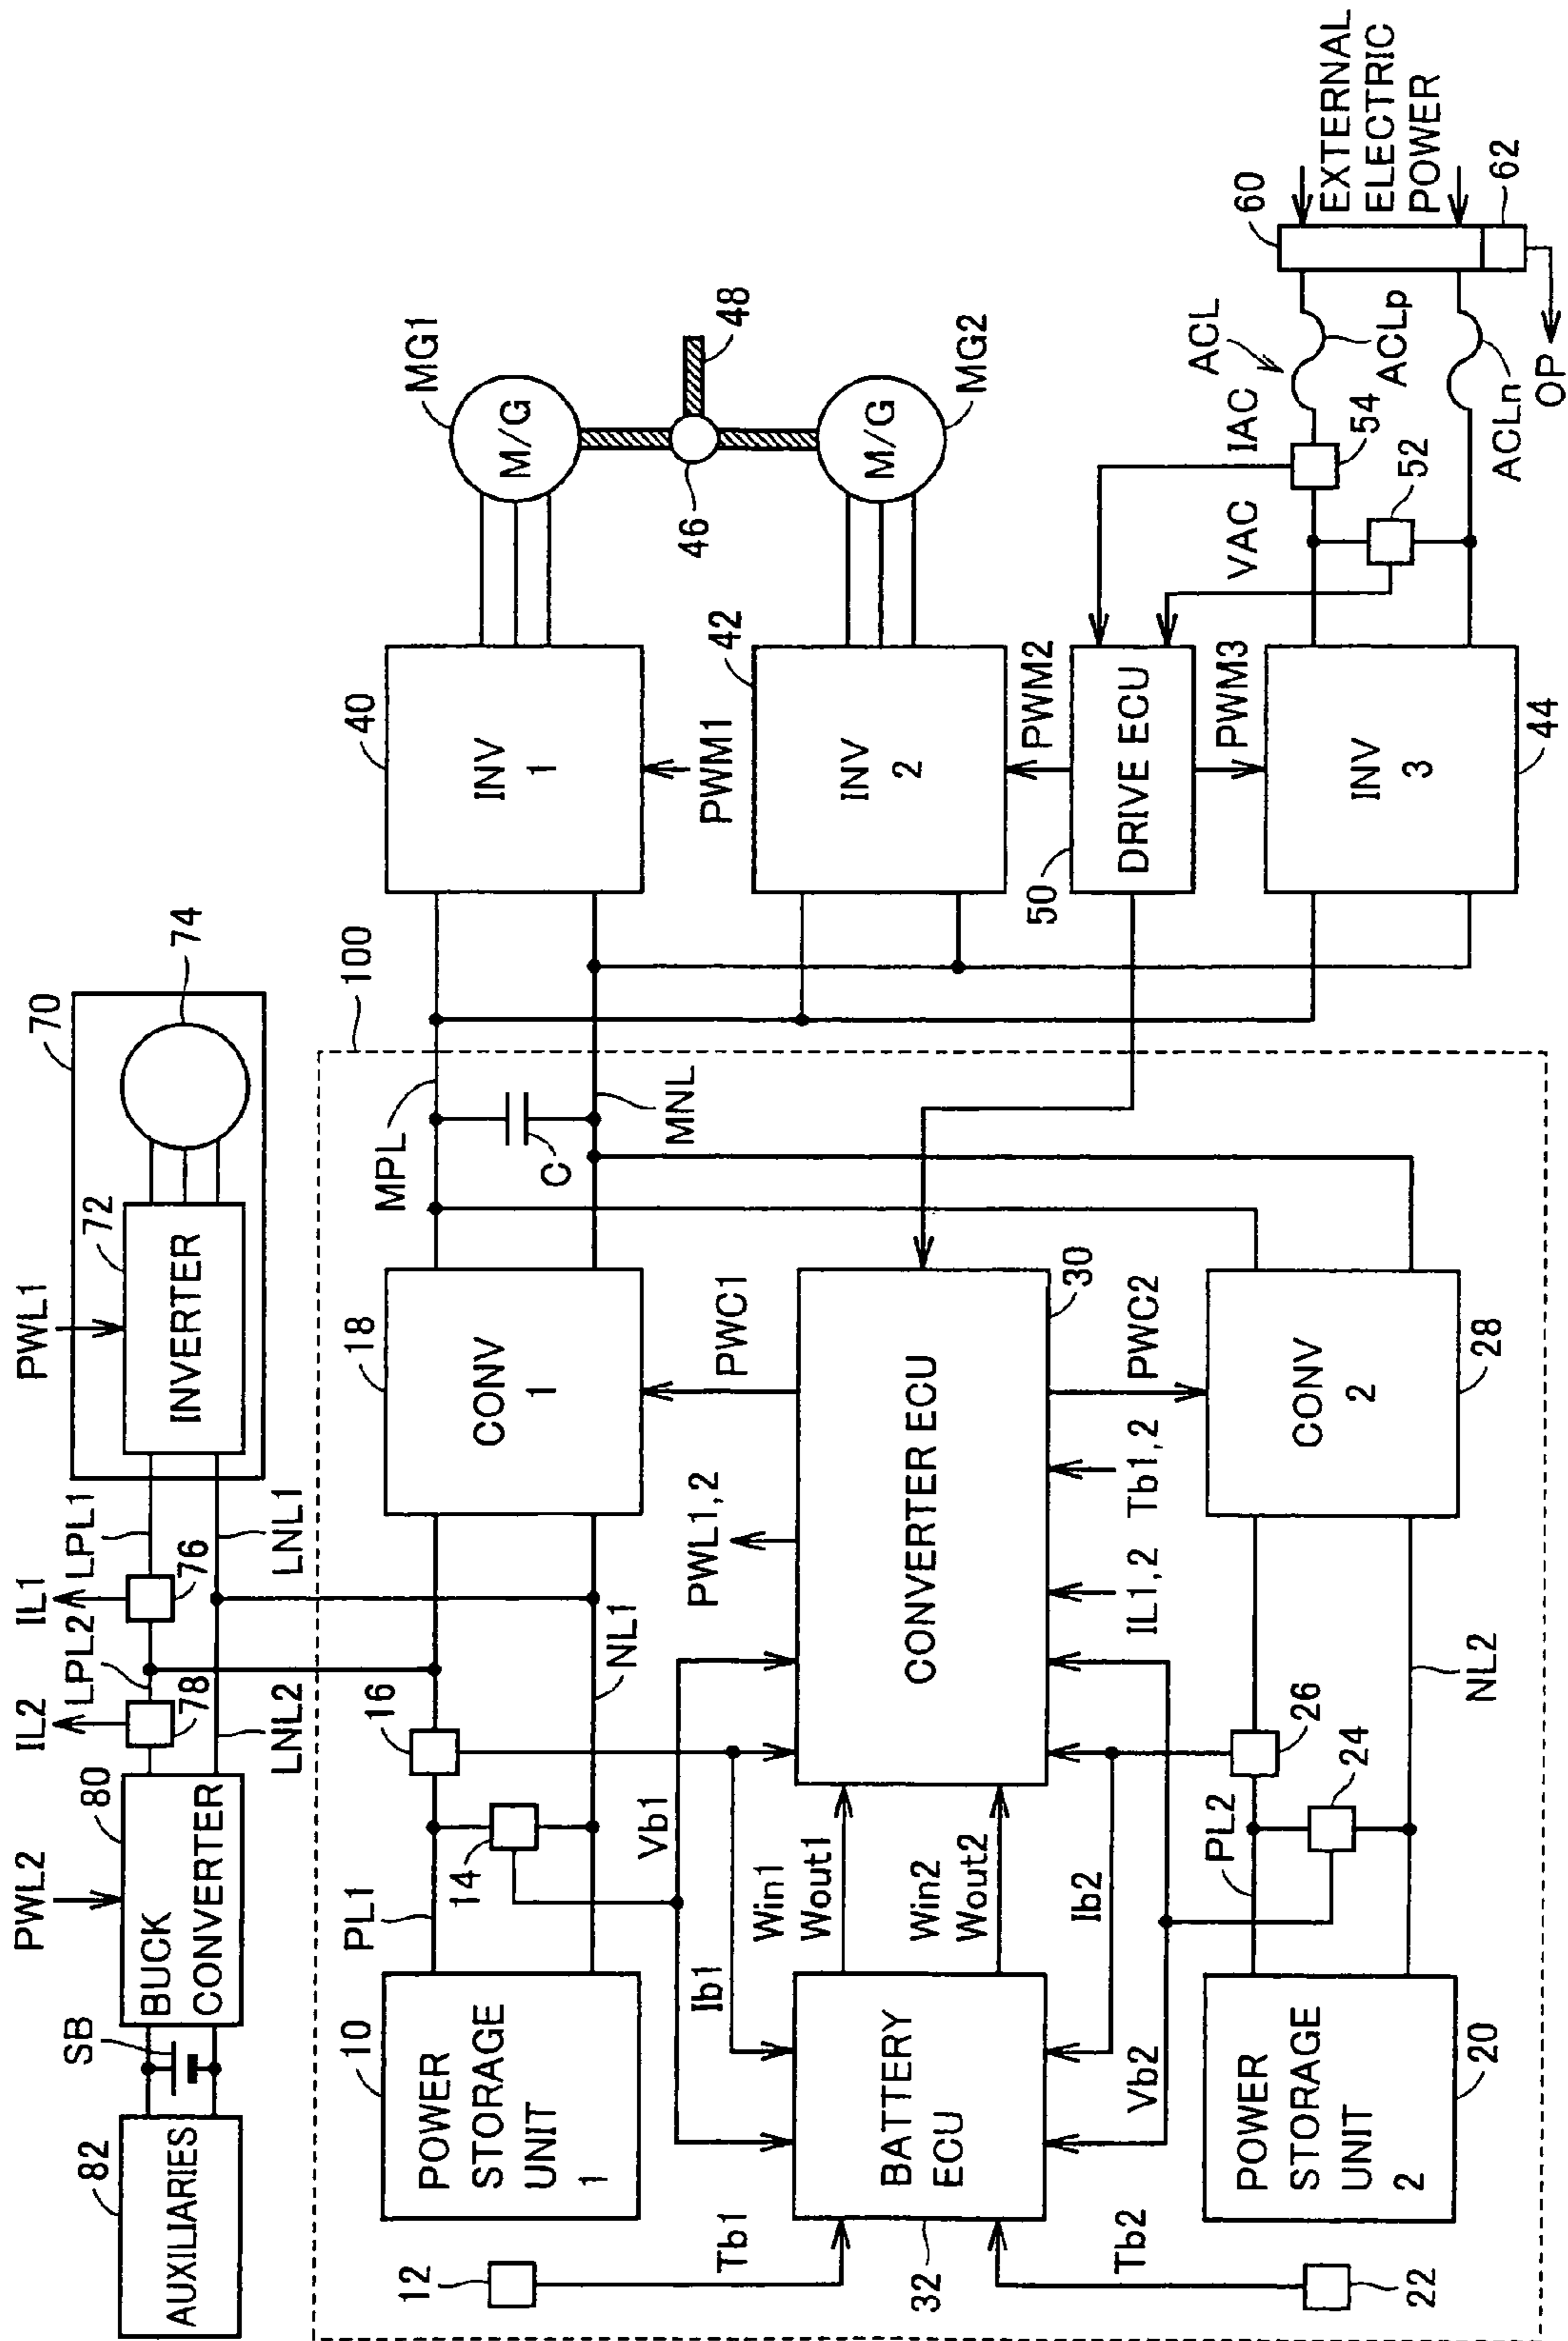 AUXILIARIES
82
SB
PWL2
80
BUCK
CONVERTER
IL2
LPL2
78
LNL2
IL1
LPL1
76
LNL1
PWL1
72
INVERTER
70
74
100
10
POWER
STORAGE
UNIT
1
PL1
14
16
NL1
18
CONV
1
MPL
C
MNL
40
INV
1
PWM1
MG1
M/G
46
48
12
Tb1
Ib1
Vb1
Win1
Wout1
PWL1,2
PWC1
BATTERY
ECU
32
Win2
Wout2
CONVERTER ECU
30
IL1,2
Tb1,2
PWC2
42
INV
2
M/G
MG2
PWM2
50
DRIVE ECU
PWM3
VAC
IAC
22
Tb2
Vb2
Ib2
POWER
STORAGE
UNIT
2
20
PL2
24
26
NL2
CONV
2
28
INV
3
44
52
54
ACL
ACLp
ACLn
60
62
OP
EXTERNAL
ELECTRIC
POWER